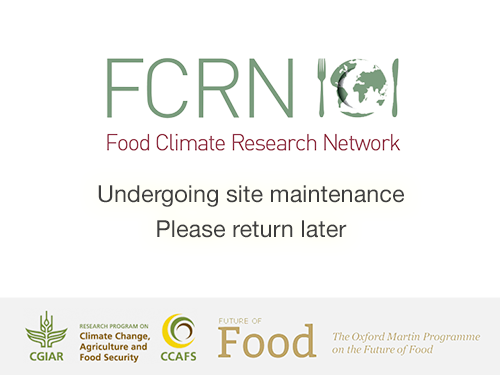 FCRN
Food Climate Research Network
Undergoing site maintenance
Please return later
CGIAR
RESEARCH PROGRAM ON
Climate Change,
Agriculture and
Food Security
CCAFS
FUTURE OF
Food
The Oxford Martin Programme
on the Future of Food